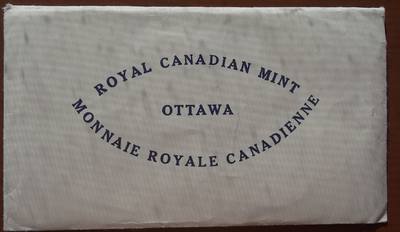 ROYAL CANADIAN MINT
OTTAWA
MONNAIE ROYALE CANADIENNE